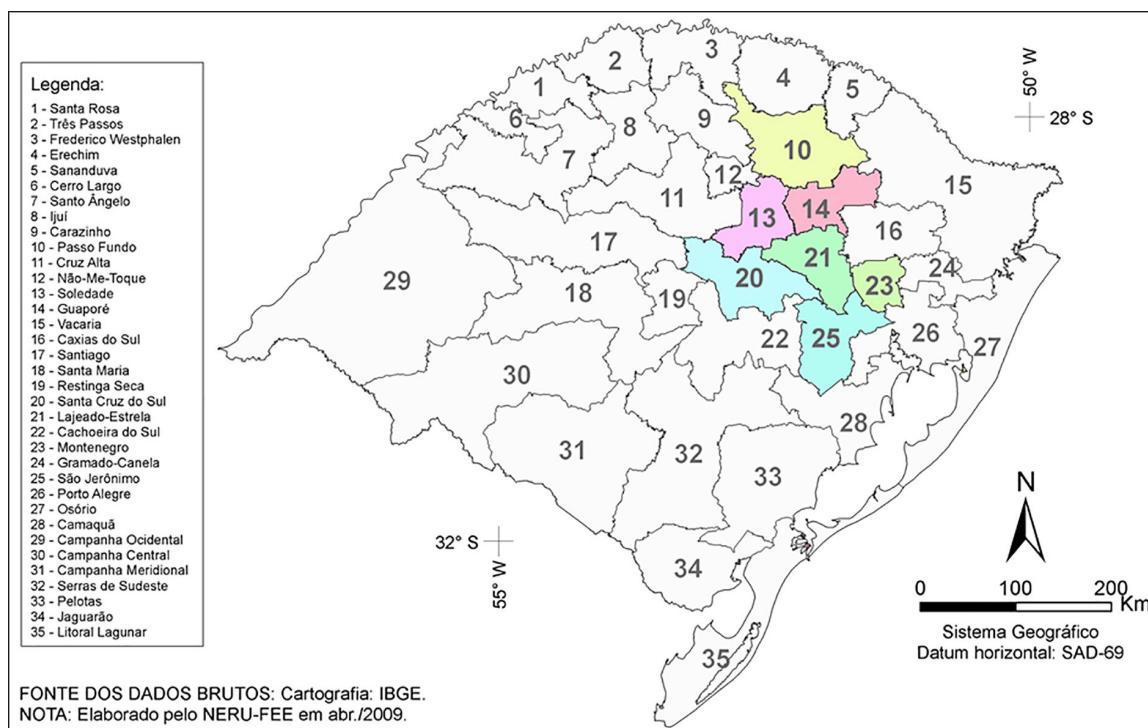 Legenda:
1 - Santa Rosa
2 - Três Passos
3 - Frederico Westphalen
4 - Erechim
5 - Sananduva
6 - Cerro Largo
7 - Santo Ângelo
8 - Ijuí
9 - Carazinho
10 - Passo Fundo
11 - Cruz Alta
12 - Não-Me-Toque
13 - Soledade
14 - Guaporé
15 - Vacaria
16 - Caxias do Sul
17 - Santiago
18 - Santa Maria
19 - Restinga Seca
20 - Santa Cruz do Sul
21 - Lajeado-Estrela
22 - Cachoeira do Sul
23 - Montenegro
24 - Gramado-Canela
25 - São Jerônimo
26 - Porto Alegre
27 - Osório
28 - Camaquã
29 - Campanha Ocidental
30 - Campanha Central
31 - Campanha Meridional
32 - Serras de Sudeste
33 - Pelotas
34 - Jaguarão
35 - Litoral Lagunar
1
2
3
4
5
6
7
8
9
10
11
12
13
14
15
16
17
18
19
20
21
22
23
24
25
26
27
28
29
30
31
32
33
34
35
50° W
28° S
32° S
55° W
N
0 100 200
Km
Sistema Geográfico
Datum horizontal: SAD-69
FONTE DOS DADOS BRUTOS: Cartografia: IBGE.
NOTA: Elaborado pelo NERU-FEE em abr./2009.